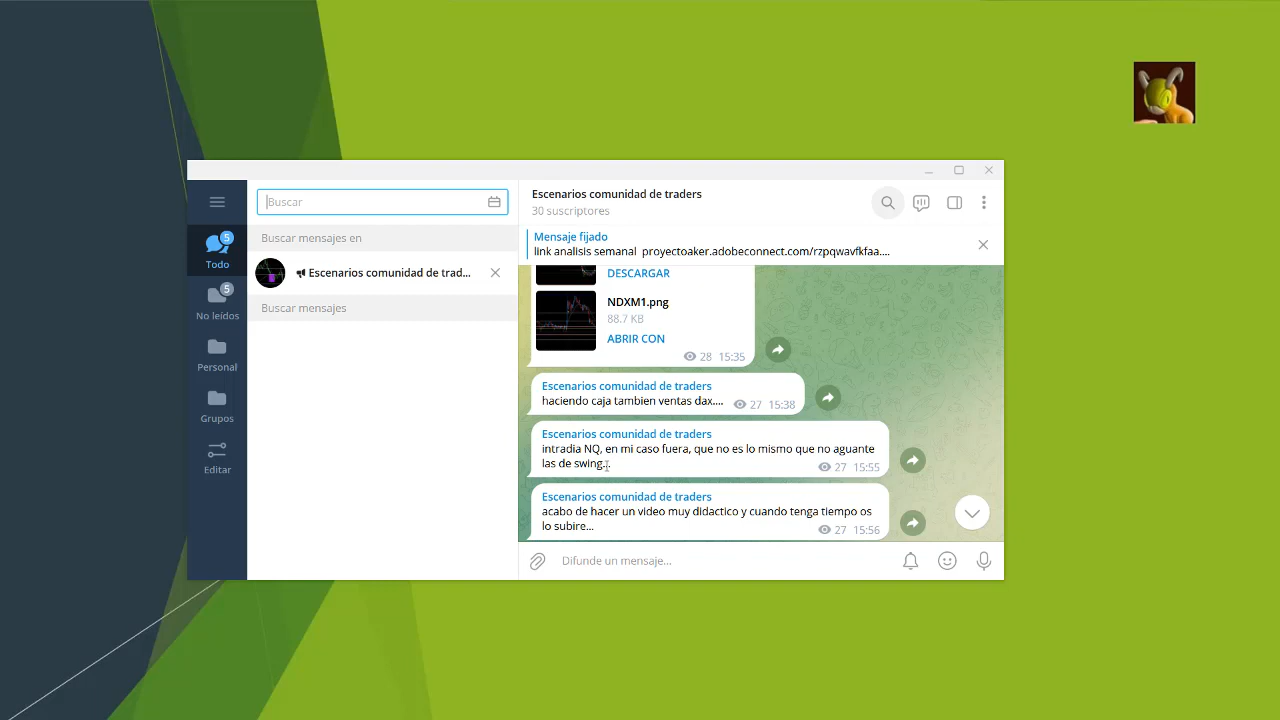 Buscar
Buscar mensajes en
Escenarios comunidad de trad...
Buscar mensajes
5
Todo
5
No leídos
Personal
Grupos
Editar
Escenarios comunidad de traders
30 suscriptores
Mensaje fijado
link analisis semanal proyectoaker.adobeconnect.com/rzpqwavfkfaa....
DESCARGAR
NDXM1.png
88.7 KB
ABRIR CON
28 15:35
Escenarios comunidad de traders
haciendo caja tambien ventas dax....
27 15:38
Escenarios comunidad de traders
intradia NQ, en mi caso fuera, que no es lo mismo que no aguante
las de swing...
27 15:55
Escenarios comunidad de traders
acabo de hacer un video muy didactico y cuando tenga tiempo os
lo subire...
27 15:56
Difunde un mensaje...